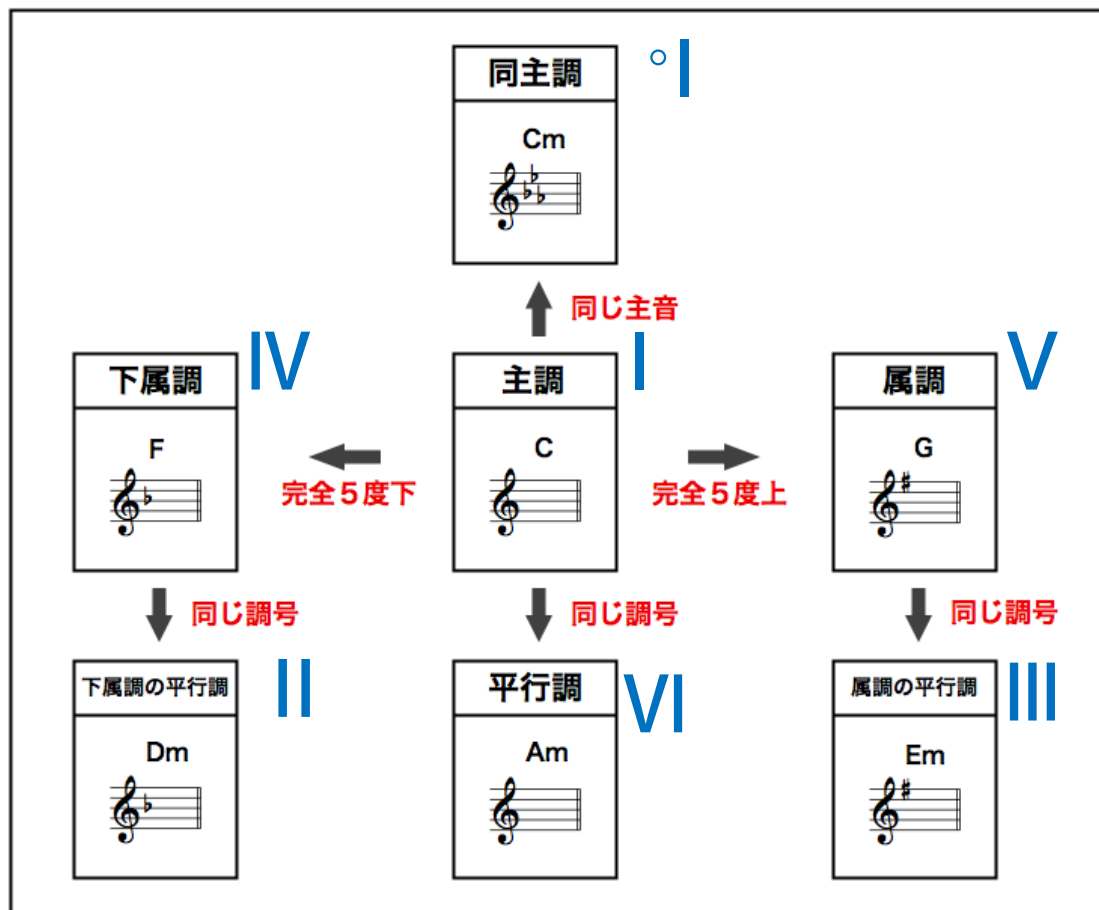 同主調
°I
Cm
同じ主音
下属調
IV
主調
I
属調
V
F
C
G
完全５度下
完全５度上
同じ調号
同じ調号
同じ調号
下属調の平行調
II
平行調
VI
属調の平行調
III
Dm
Am
Em